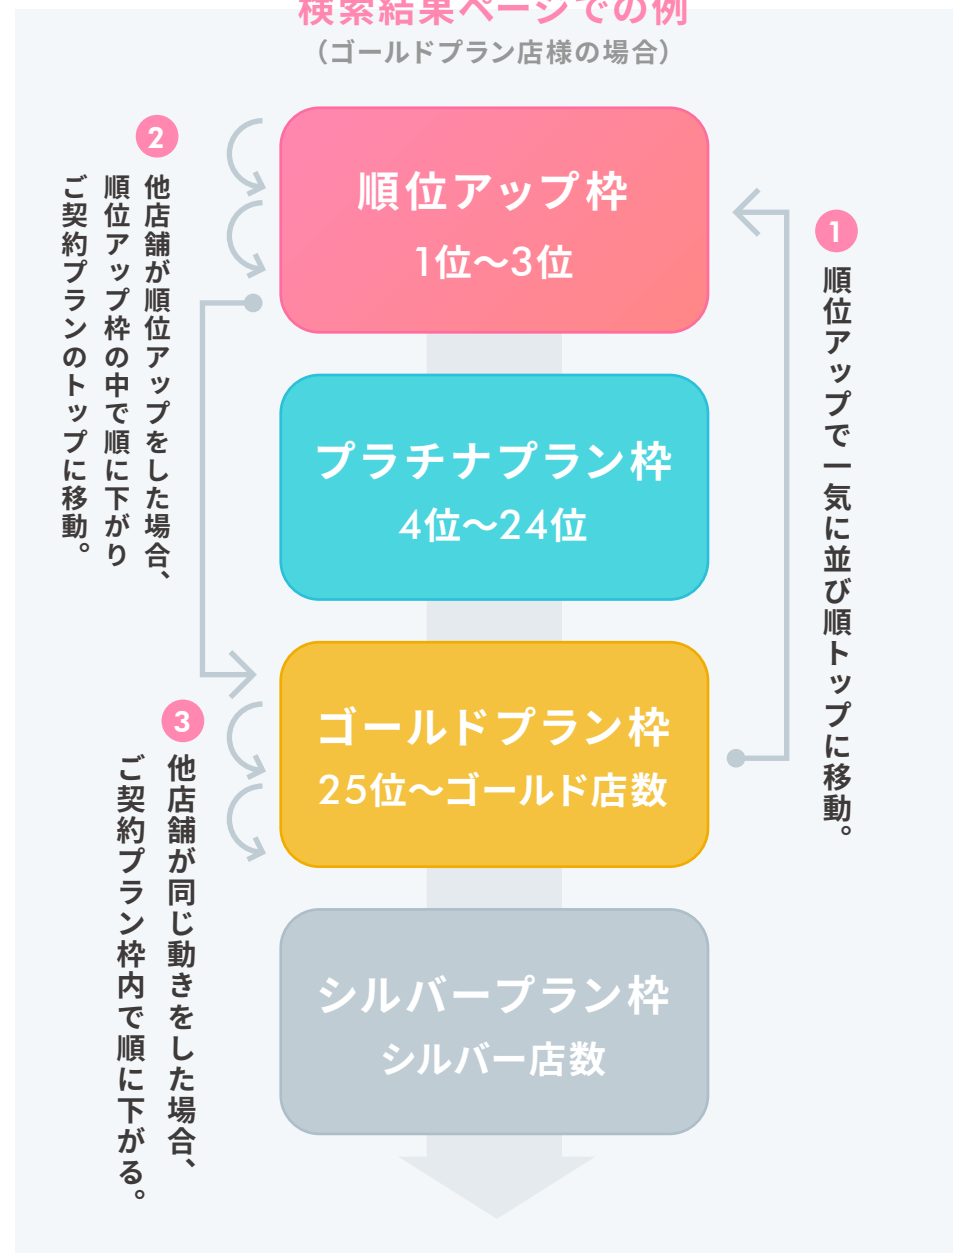 検索結果ページでの例
（ゴールドプラン店様の場合）
順位アップ枠
1位〜3位
プラチナプラン枠
4位〜24位
ゴールドプラン枠
25位〜ゴールド店数
シルバープラン枠
シルバー店数
1
順位アップで一気に並び順トップに移動。
2
他店舗が順位アップをした場合、
順位アップ枠の中で順に下がり
ご契約プランのトップに移動。
3
他店舗が同じ動きをした場合、
ご契約プラン枠内で順に下がる。